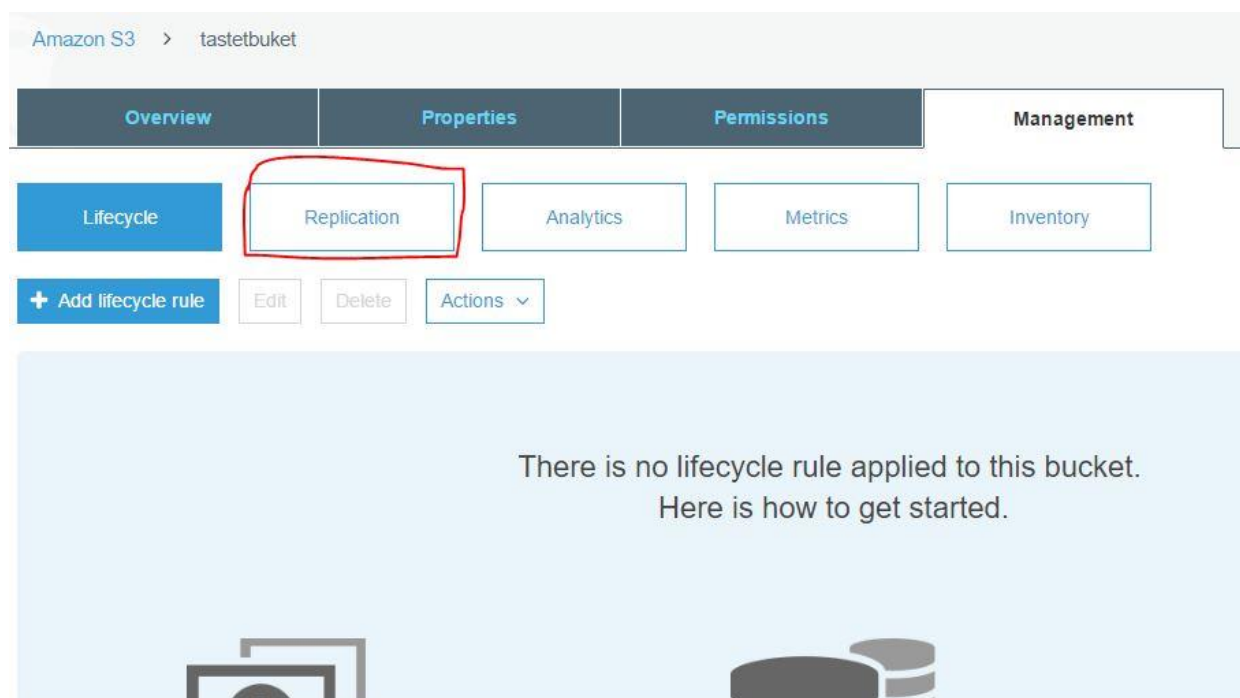 Amazon S3 > tastetbuket
Overview Properties Permissions Management
Lifecycle Replication Analytics Metrics Inventory
+ Add lifecycle rule Edit Delete Actions
There is no lifecycle rule applied to this bucket.
Here is how to get started.